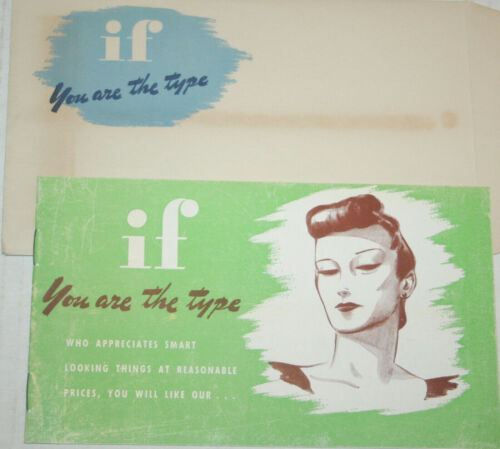 if
You are the type
if
You are the type
WHO APPRECIATES SMART
LOOKING THINGS AT REASONABLE
PRICES, YOU WILL LIKE OUR . . .